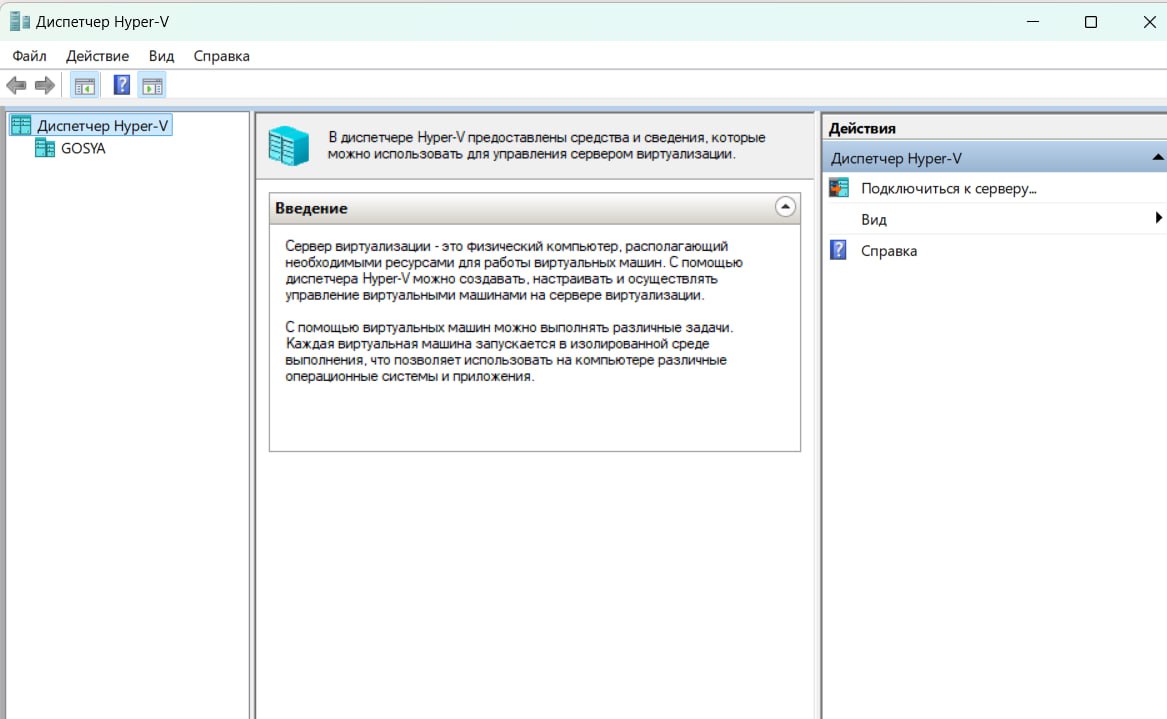 Диспетчер Hyper-V
Файл Действие Вид Справка
Диспетчер Hyper-V
GOSYA
В диспетчере Hyper-V предоставлены средства и сведения, которые
можно использовать для управления сервером виртуализации.
Введение
Сервер виртуализации - это физический компьютер, располагающий
необходимыми ресурсами для работы виртуальных машин. С помощью
диспетчера Hyper-V можно создавать, настраивать и осуществлять
управление виртуальными машинами на сервере виртуализации.
С помощью виртуальных машин можно выполнять различные задачи.
Каждая виртуальная машина запускается в изолированной среде
выполнения, что позволяет использовать на компьютере различные
операционные системы и приложения.
Действия
Диспетчер Hyper-V
Подключиться к серверу...
Вид
Справка